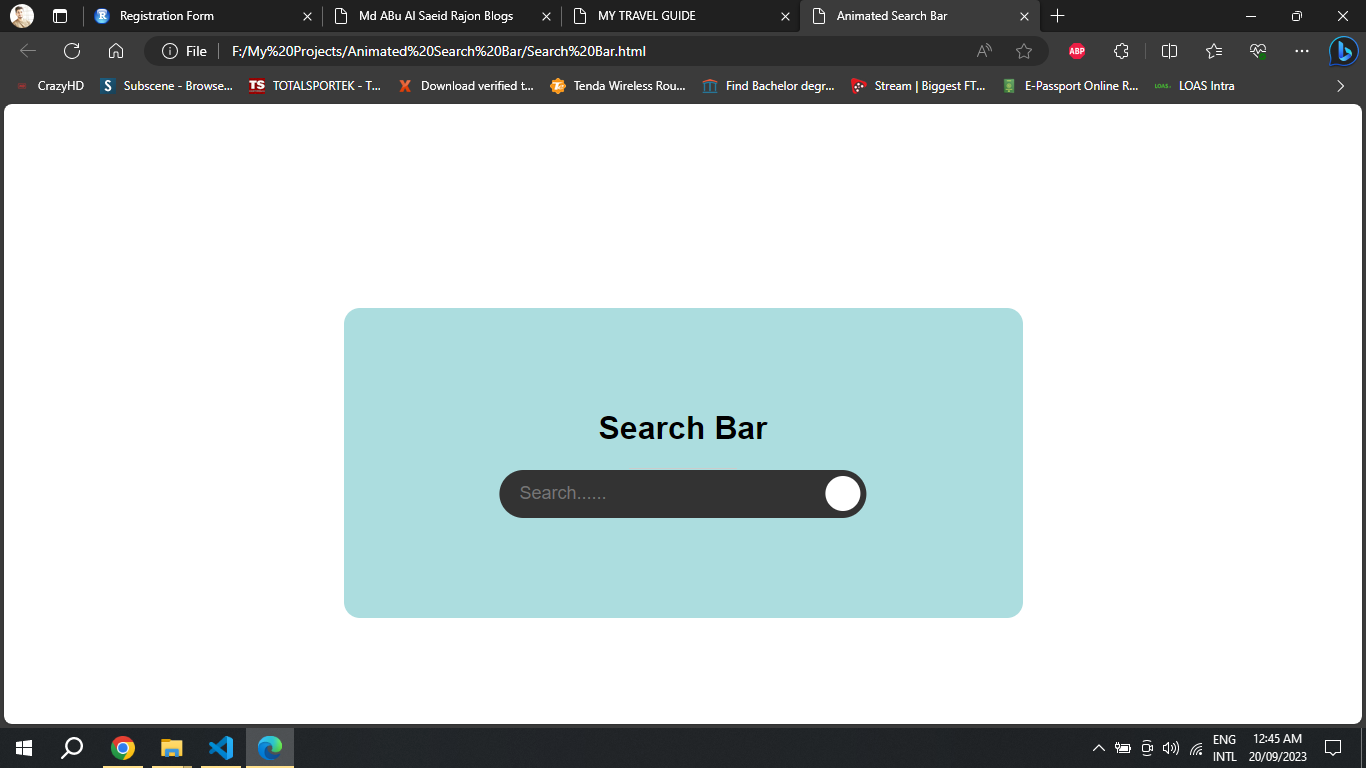 Registration Form
Md ABu Al Saeid Rajon Blogs
MY TRAVEL GUIDE
Animated Search Bar
File
F:/My%20Projects/Animated%20Search%20Bar/Search%20Bar.html
A
ABP
CrazyHD
S
Subscene - Browse...
TS
TOTALSPORTEK - T...
X
Download verified t...
Tenda Wireless Rou...
Find Bachelor degr...
Stream | Biggest FT...
E-Passport Online R...
LOAS
LOAS Intra
Search Bar
Search......
ENG
INTL
12:45 AM
20/09/2023